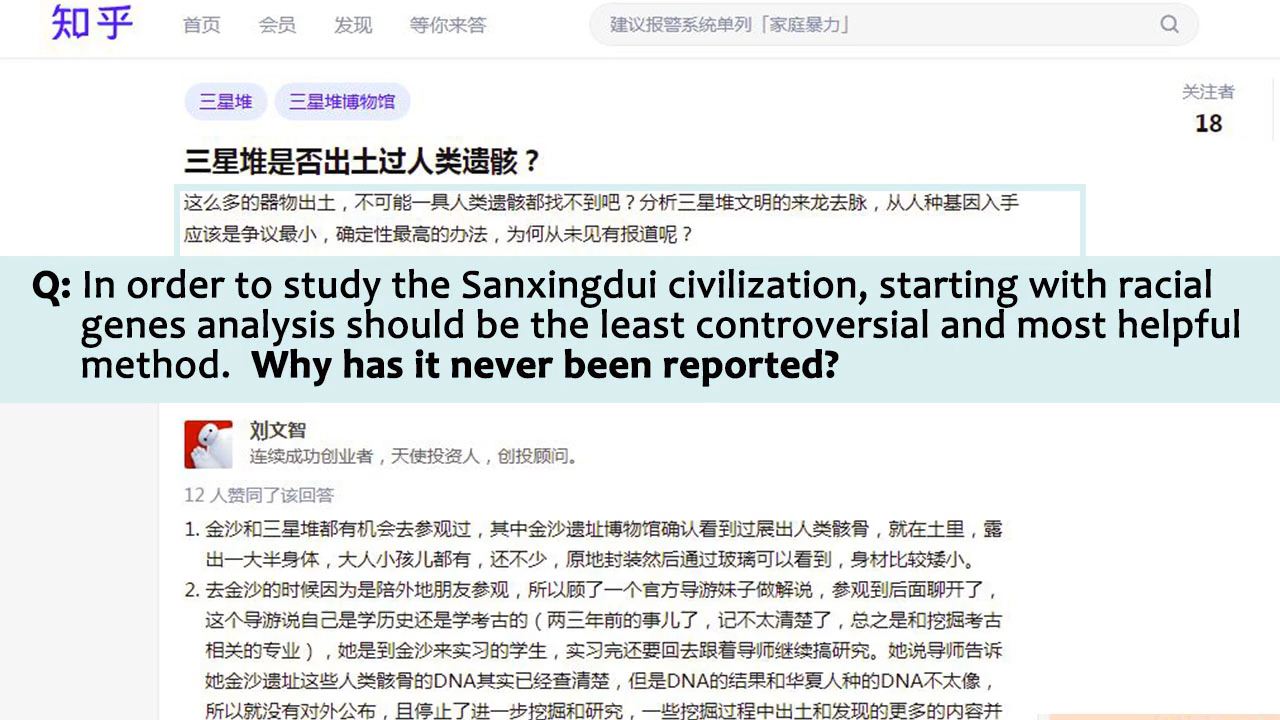 知乎 首页 会员 发现 等你来答 建议报警系统单列「家庭暴力」
三星堆 三星堆博物馆 关注者
18
三星堆是否出土过人类遗骸？
这么多的器物出土，不可能一具人类遗骸都找不到吧？分析三星堆文明的来龙去脉，从人种基因入手
应该是争议最小，确定性最高的办法，为何从未见有报道呢？
Q: In order to study the Sanxingdui civilization, starting with racial
genes analysis should be the least controversial and most helpful
method. Why has it never been reported?
刘文智
连续成功创业者，天使投资人，创投顾问。
12 人赞同了该回答
1. 金沙和三星堆都有机会去参观过，其中金沙遗址博物馆确认看到过展出人类骸骨，就在土里，露
出一大半身体，大人小孩儿都有，还不少，原地封装然后通过玻璃可以看到，身材比较矮小。
2. 去金沙的时候因为是陪外地朋友参观，所以顾了一个官方导游妹子做解说，参观到后面聊开了，
这个导游说自己是学历史还是学考古的（两三年前的事儿了，记不太清楚了，总之是和挖掘考古
相关的专业），她是到金沙来实习的学生，实习完还要回去跟着导师继续搞研究。她说导师告诉
她金沙遗址这些人类骸骨的DNA其实已经查清楚，但是DNA的结果和华夏人种的DNA不太像，
所以就没有对外公布，且停止了进一步挖掘和研究，一些挖掘过程中出土和发现的更多的内容并